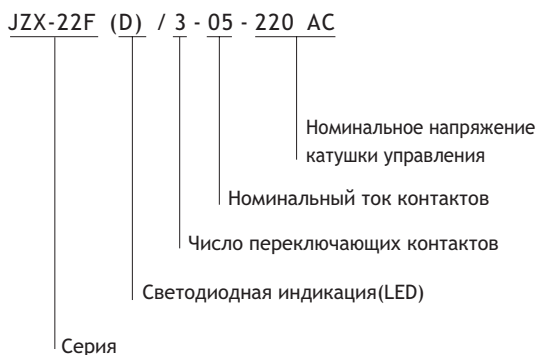 JZX-22F (D) / 3 - 05 - 220 AC
Номинальное напряжение
катушки управления
Номинальный ток контактов
Число переключающих контактов
Светодиодная индикация(LED)
Серия